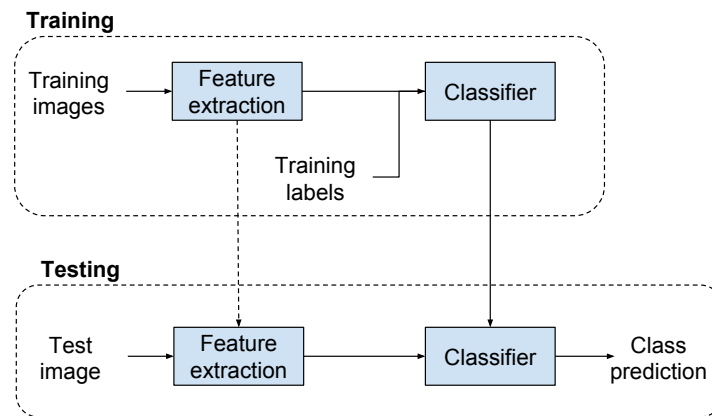 Training
Training
images
Feature
extraction
Classifier
Training
labels
Testing
Test
image
Feature
extraction
Classifier
Class
prediction